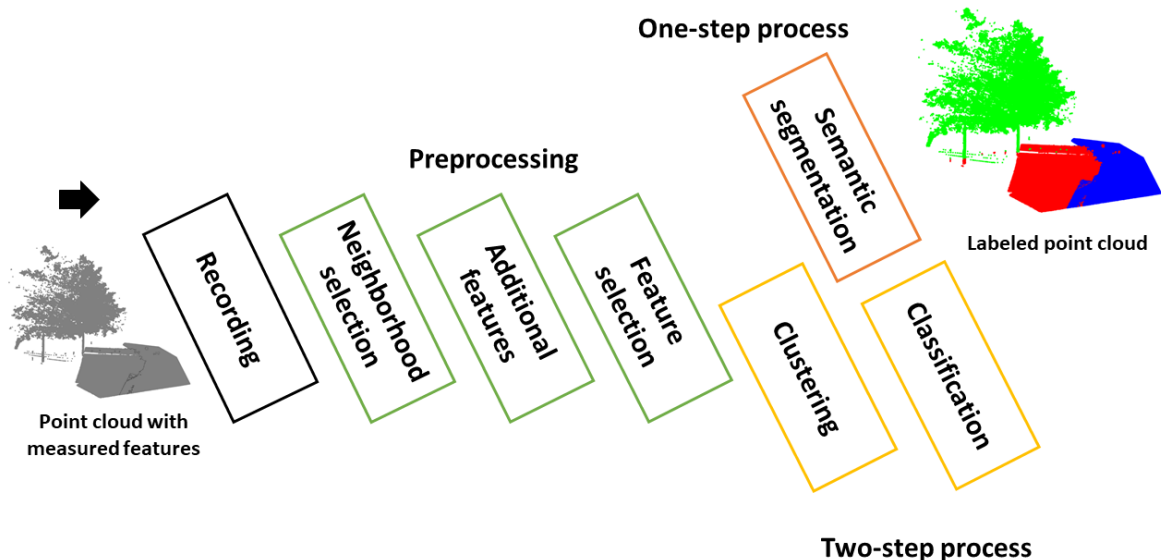 One-step process
Semantic
segmentation
Labeled point cloud
Preprocessing
Recording
Neighborhood
selection
Additional
features
Feature
selection
Clustering
Classification
Point cloud with
measured features
Two-step process